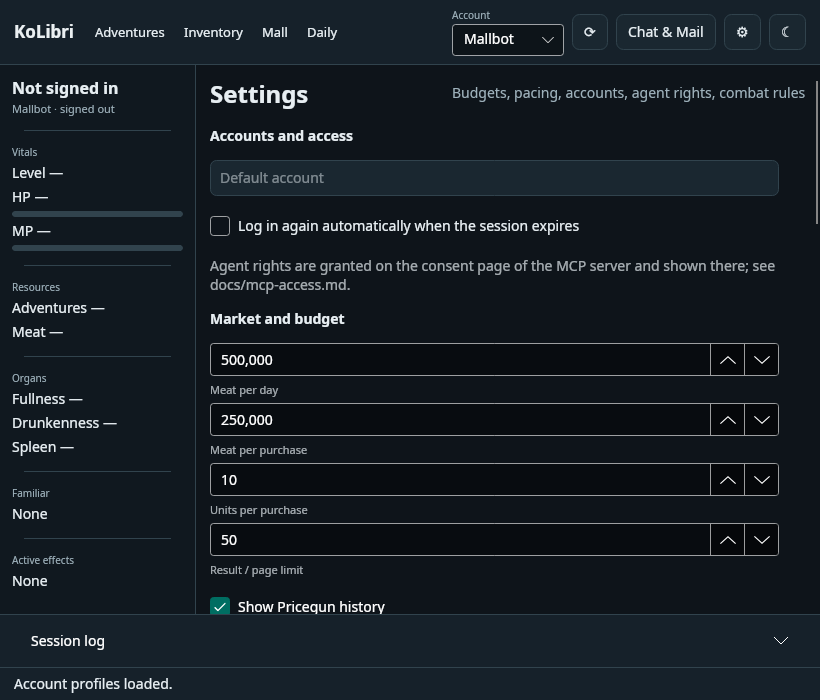 KoLibri
Adventures
Inventory
Mall
Daily
Account
Mallbot
Chat & Mail
Not signed in
Mallbot · signed out
Vitals
Level —
HP —
MP —
Resources
Adventures —
Meat —
Organs
Fullness —
Drunkenness —
Spleen —
Familiar
None
Active effects
None
Settings
Budgets, pacing, accounts, agent rights, combat rules
Accounts and access
Default account
Log in again automatically when the session expires
Agent rights are granted on the consent page of the MCP server and shown there; see
docs/mcp-access.md.
Market and budget
500,000
Meat per day
250,000
Meat per purchase
10
Units per purchase
50
Result / page limit
Show Pricegun history
Session log
Account profiles loaded.